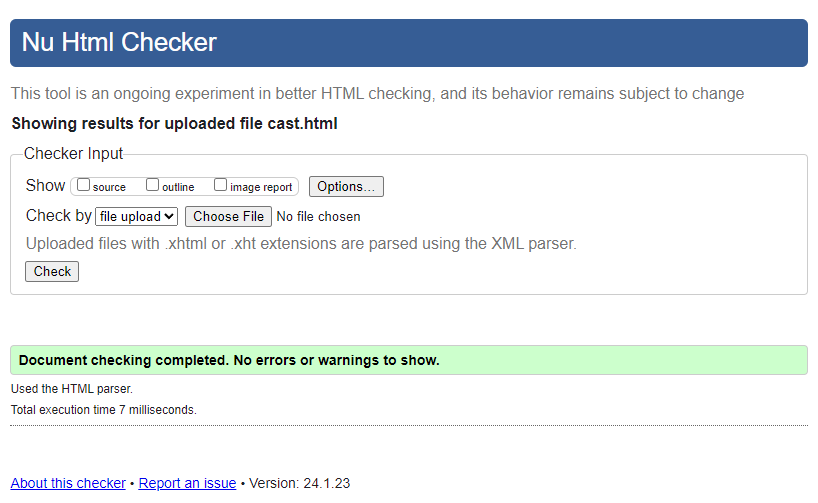 Nu Html Checker
This tool is an ongoing experiment in better HTML checking, and its behavior remains subject to change
Showing results for uploaded file cast.html
Checker Input
Show source outline image report Options...
Check by file upload Choose File No file chosen
Uploaded files with .xhtml or .xht extensions are parsed using the XML parser.
Check
Document checking completed. No errors or warnings to show.
Used the HTML parser.
Total execution time 7 milliseconds.
About this checker • Report an issue • Version: 24.1.23